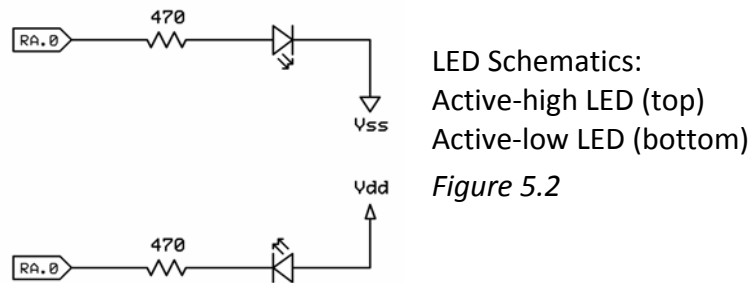 470
RA.0
Vss
LED Schematics:
Active-high LED (top)
Active-low LED (bottom)
Figure 5.2
Vdd
470
RA.0